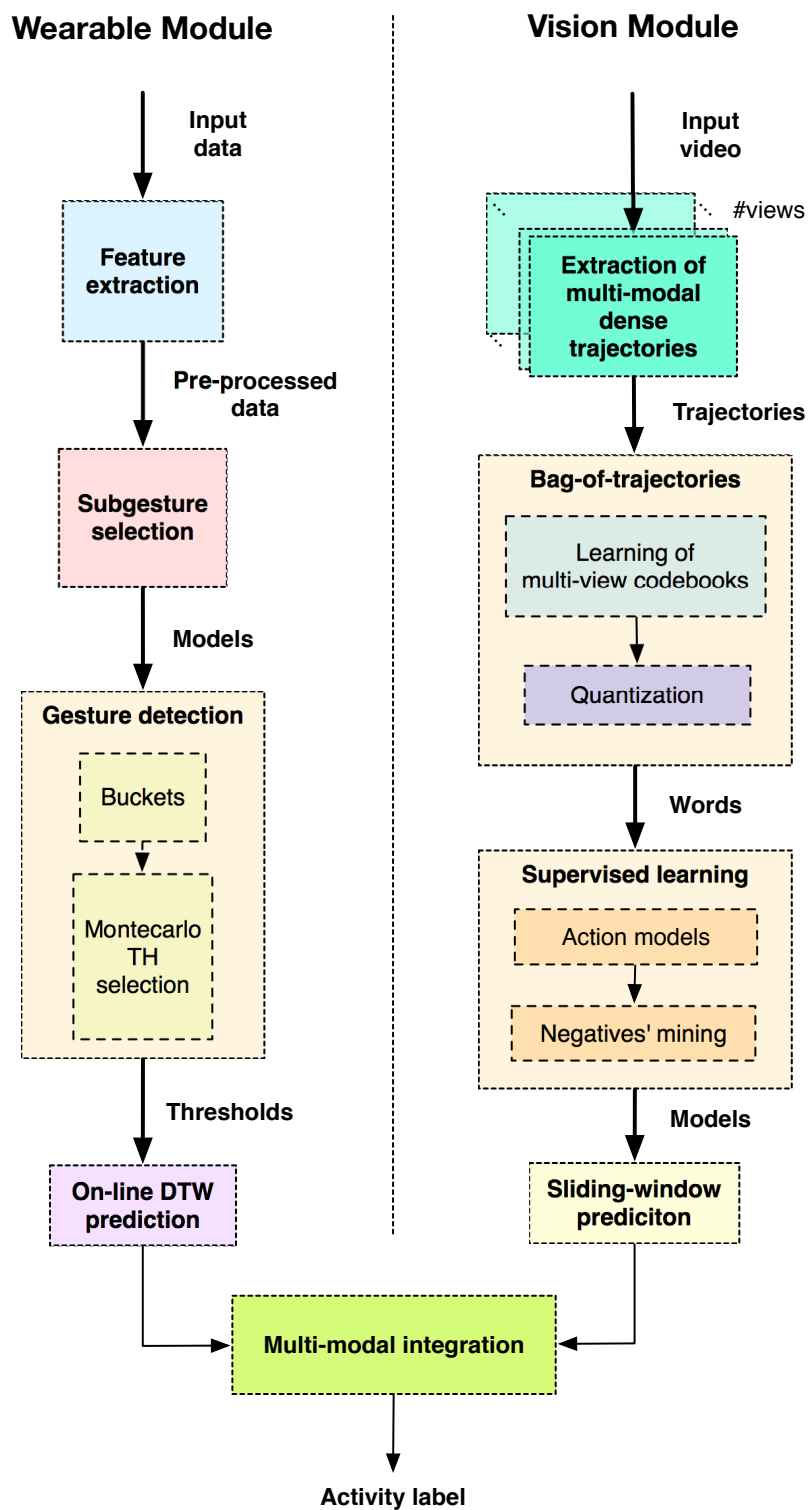 Wearable Module
Input
data
Feature
extraction
Pre-processed
data
Subgesture
selection
Models
Gesture detection
Buckets
Montecarlo
TH
selection
Thresholds
On-line DTW
prediction
Vision Module
Input
video
#views
Extraction of
multi-modal
dense
trajectories
Trajectories
Bag-of-trajectories
Learning of
multi-view codebooks
Quantization
Words
Supervised learning
Action models
Negatives' mining
Models
Sliding-window
prediciton
Multi-modal integration
Activity label